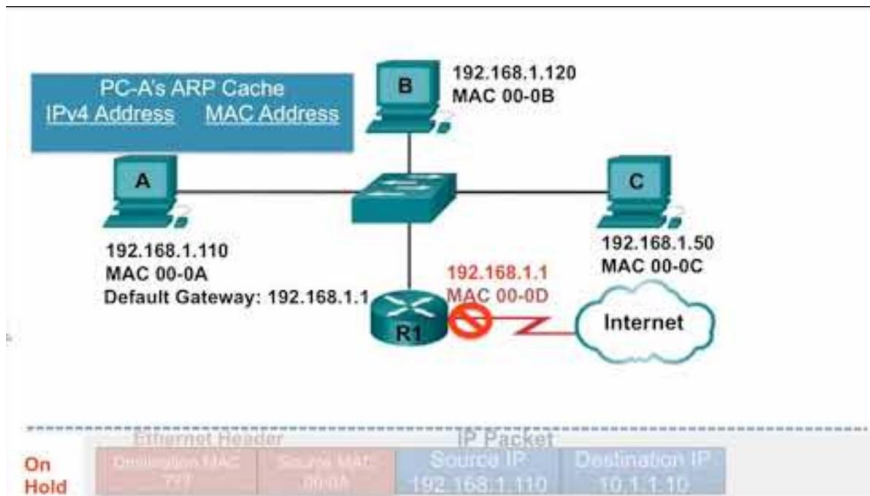 PC-A's ARP Cache
IPv4 Address MAC Address
B
192.168.1.120
MAC 00-0B
A
C
192.168.1.110
MAC 00-0A
Default Gateway: 192.168.1.1
192.168.1.50
MAC 00-0C
192.168.1.1
MAC 00-0D
R1
Internet
Ethernet Header
IP Packet
On
Hold
Destination MAC
???
Source MAC
00-0A
Source IP
192.168.1.110
Destination IP
10.1.1.10